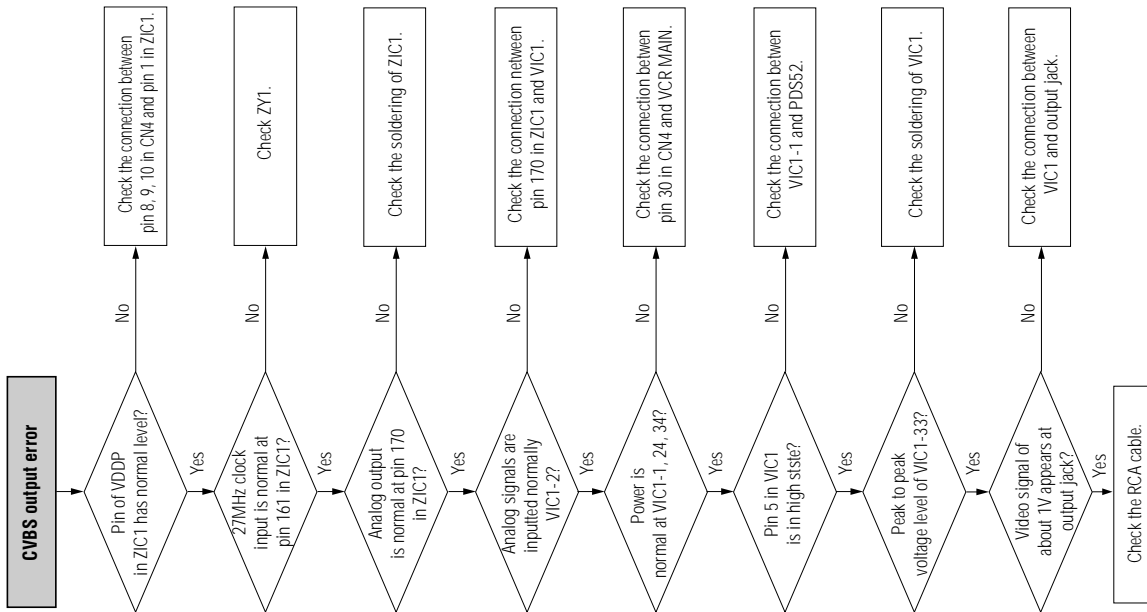 CVBS output error
Pin of VDDP
in ZIC1 has normal level?
No
Check the connection between
pin 8, 9, 10 in CN4 and pin 1 in ZIC1.
Yes
27MHz clock
input is normal at
pin 161 in ZIC1?
No
Check ZY1.
Yes
Analog output
is normal at pin 170
in ZIC1?
No
Check the soldering of ZIC1.
Yes
Analog signals are
inputted normally
VIC1-2?
No
Check the connection netween
pin 170 in ZIC1 and VIC1.
Yes
Power is
normal at VIC1-1, 24, 34?
No
Check the connection betwen
pin 30 in CN4 and VCR MAIN.
Yes
Pin 5 in VIC1
is in high stste?
No
Check the connection between
VIC1-1 and PDS52.
Yes
Peak to peak
voltage level of VIC1-33?
No
Check the soldering of VIC1.
Yes
Video signal of
about 1V appears at
output jack?
No
Check the connection between
VIC1 and output jack.
Yes
Check the RCA cable.